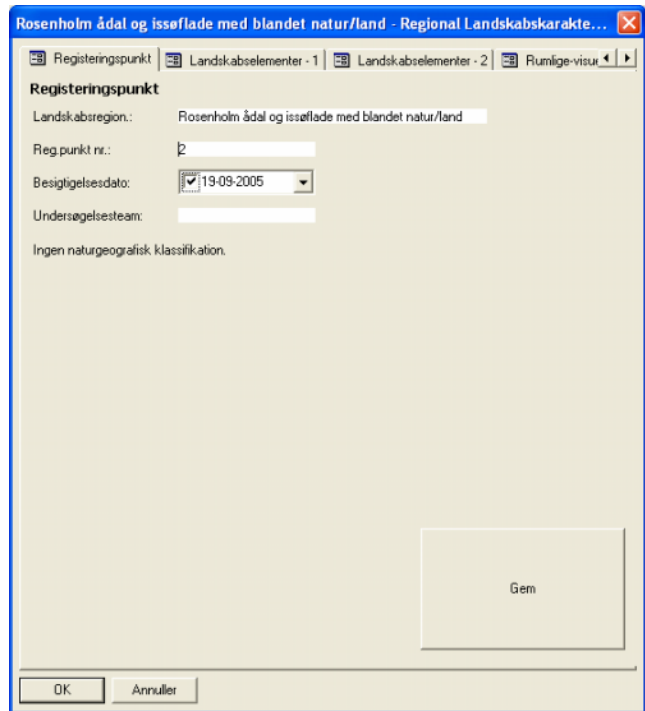 Rosenholm ådal og issøflade med blandet natur/land - Regional Landskabskarakte...
Registeringspunkt
Landskabselementer - 1
Landskabselementer - 2
Rumlige-visue
Registeringspunkt
Landskabsregion.: Rosenholm ådal og issøflade med blandet natur/land
Reg.punkt nr.: 2
Besigtigelsesdato: 19-09-2005
Undersøgelsesteam:
Ingen naturgeografisk klassifikation.
Gem
OK
Annuller